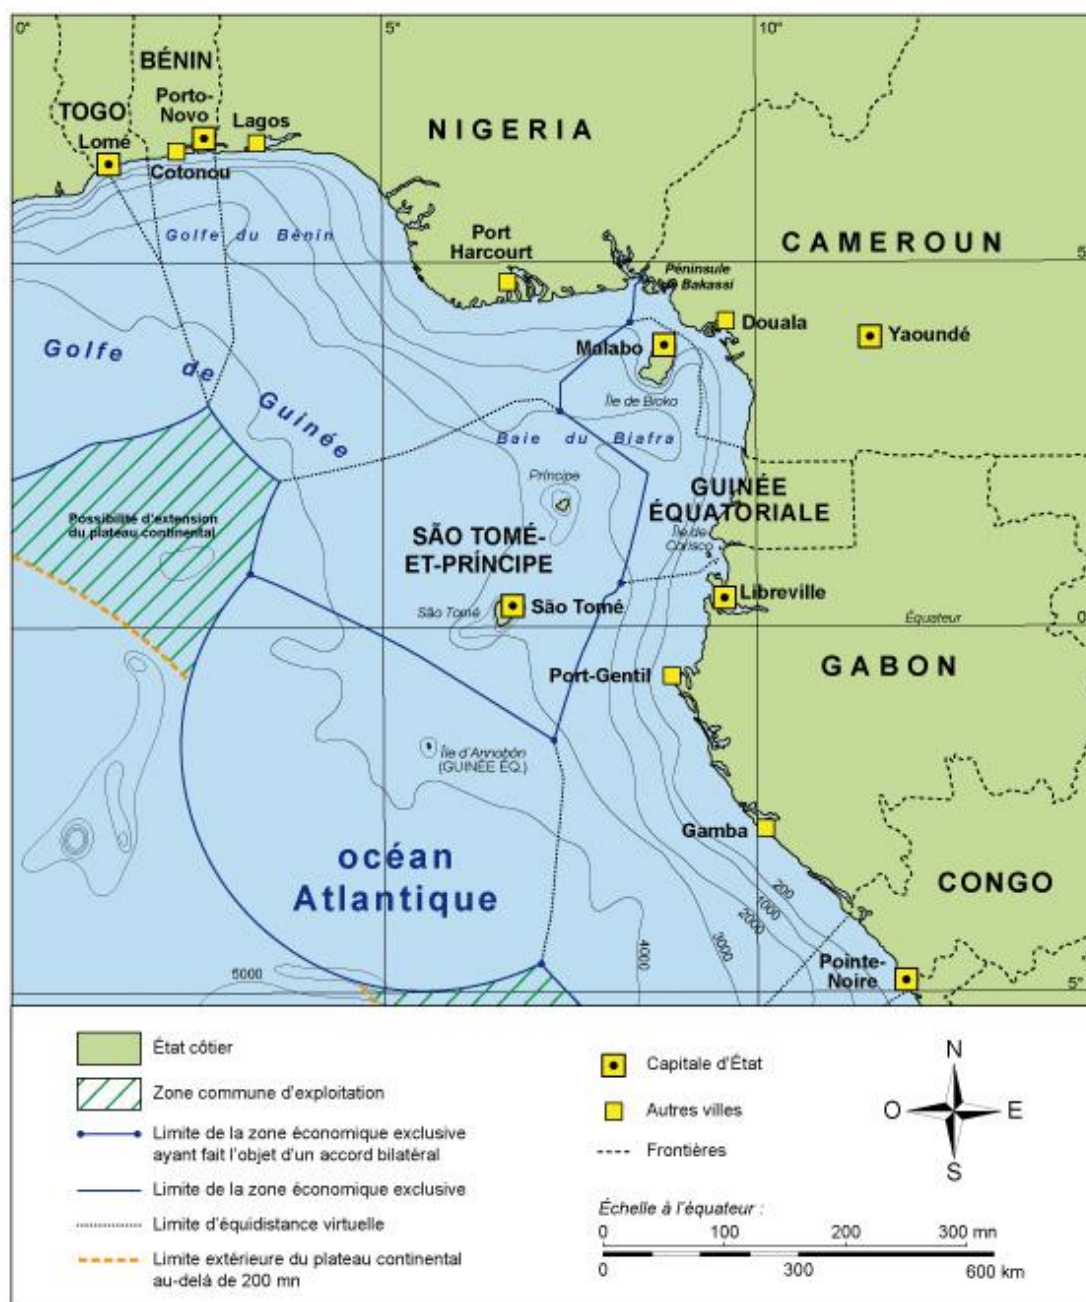 0°
5°
10°
BÉNIN
TOGO
Porto-
Novo
Lagos
Lomé
Cotonou
NIGERIA
Golfe du Bénin
Port
Harcourt
CAMEROUN
5°
Péninsule
de Bakassi
Douala
Yaoundé
Malabo
Golfe de Guinée
Île de Bioko
Baie du Biafra
Príncipe
GUINÉE
ÉQUATORIALE
Possibilité d'extension
du plateau continental
SÃO TOMÉ-
ET-PRÍNCIPE
Île de
Corisco
Libreville
São Tomé
São Tomé
Équateur
0°
Port-Gentil
GABON
Île d'Annobón
(GUINÉE ÉQ.)
Gamba
océan
Atlantique
CONGO
200
1000
2000
3000
4000
5000
Pointe-
Noire
5°
État côtier
Zone commune d'exploitation
Limite de la zone économique exclusive
ayant fait l'objet d'un accord bilatéral
Limite de la zone économique exclusive
Limite d'équidistance virtuelle
Limite extérieure du plateau continental
au-delà de 200 mn
Capitale d'État
Autres villes
Frontières
N
O
E
S
Échelle à l'équateur :
0 100 200 300 mn
0 300 600 km